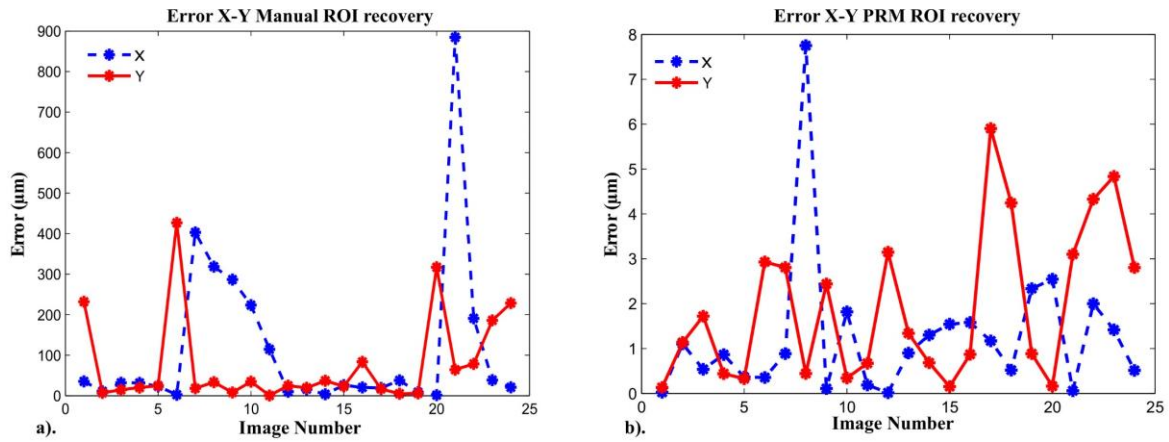 Error X-Y Manual ROI recovery
900
800
700
600
500
400
300
200
100
0
Error (µm)
X
Y
0 5 10 15 20 25
Image Number
a).
Error X-Y PRM ROI recovery
8
7
6
5
4
3
2
1
0
Error (µm)
X
Y
0 5 10 15 20 25
Image Number
b).